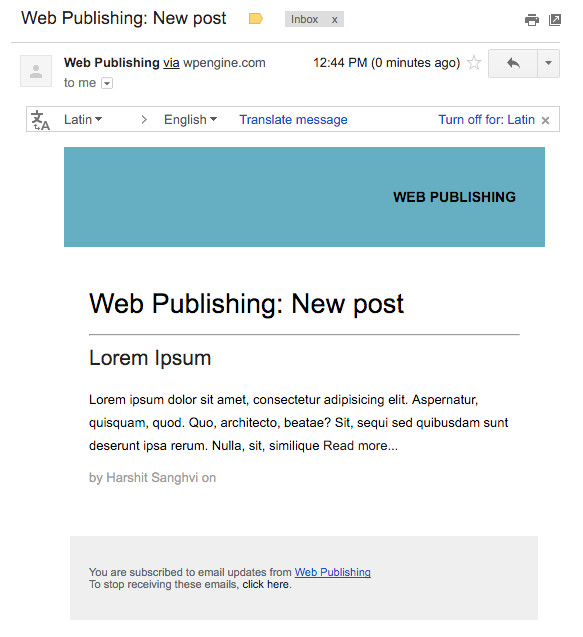 Web Publishing: New post Inbox x
Web Publishing via wpengine.com 12:44 PM (0 minutes ago)
to me
Latin > English Translate message Turn off for: Latin x
WEB PUBLISHING
Web Publishing: New post
Lorem Ipsum
Lorem ipsum dolor sit amet, consectetur adipisicing elit. Aspernatur,
quisquam, quod. Quo, architecto, beatae? Sit, sequi sed quibusdam sunt
deserunt ipsa rerum. Nulla, sit, similique Read more...
by Harshit Sanghvi on
You are subscribed to email updates from Web Publishing
To stop receiving these emails, click here.